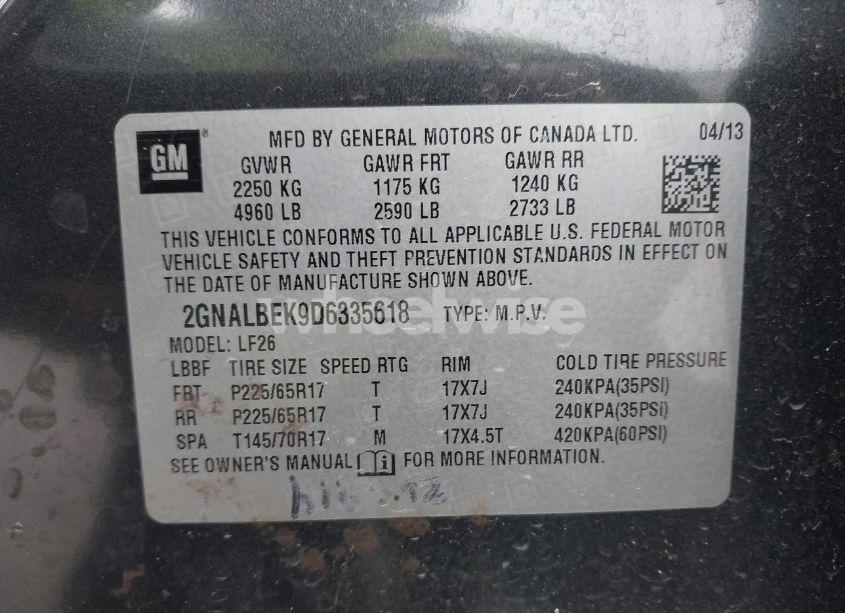 GM ® MFD BY GENERAL MOTORS OF CANADA LTD. 04/13
GVWR GAWR FRT GAWR RR
2250 KG 1175 KG 1240 KG
4960 LB 2590 LB 2733 LB
THIS VEHICLE CONFORMS TO ALL APPLICABLE U.S. FEDERAL MOTOR
VEHICLE SAFETY AND THEFT PREVENTION STANDARDS IN EFFECT ON
THE DATE OF MANUFACTURE SHOWN ABOVE.
2GNALBEK9D6335618 TYPE: M.P.V.
wheelwise
MODEL: LF26
LBBF TIRE SIZE SPEED RTG RIM COLD TIRE PRESSURE
FRT P225/65R17 T 17X7J 240KPA(35PSI)
RR P225/65R17 T 17X7J 240KPA(35PSI)
SPA T145/70R17 M 17X4.5T 420KPA(60PSI)
SEE OWNER'S MANUAL FOR MORE INFORMATION.